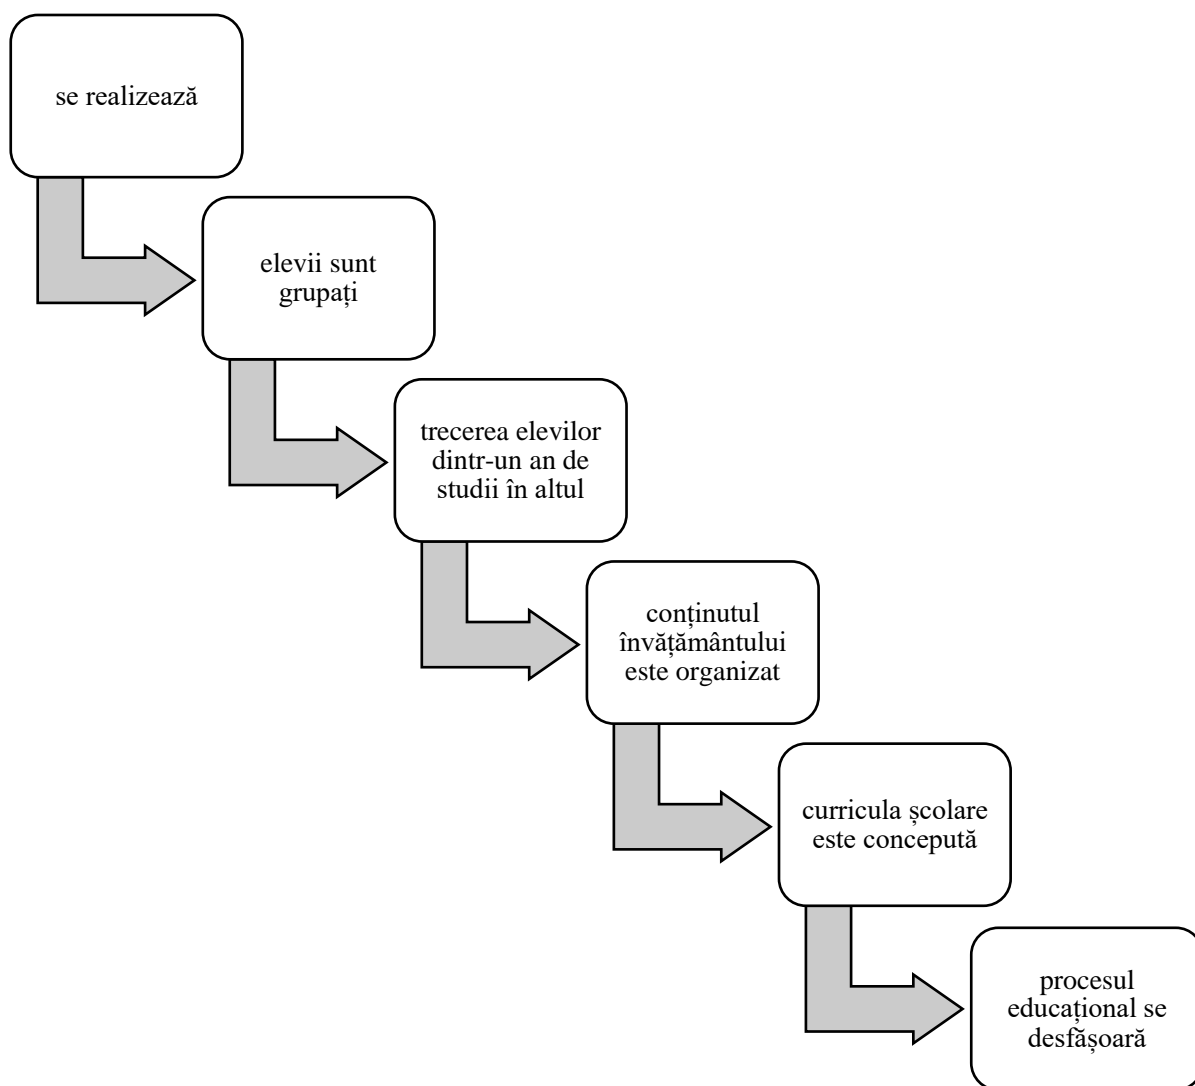 se realizează
elevii sunt
grupați
trecerea elevilor
dintr-un an de
studii în altul
conținutul
învățământului
este organizat
curricula școlare
este concepută
procesul
educațional se
desfășoară